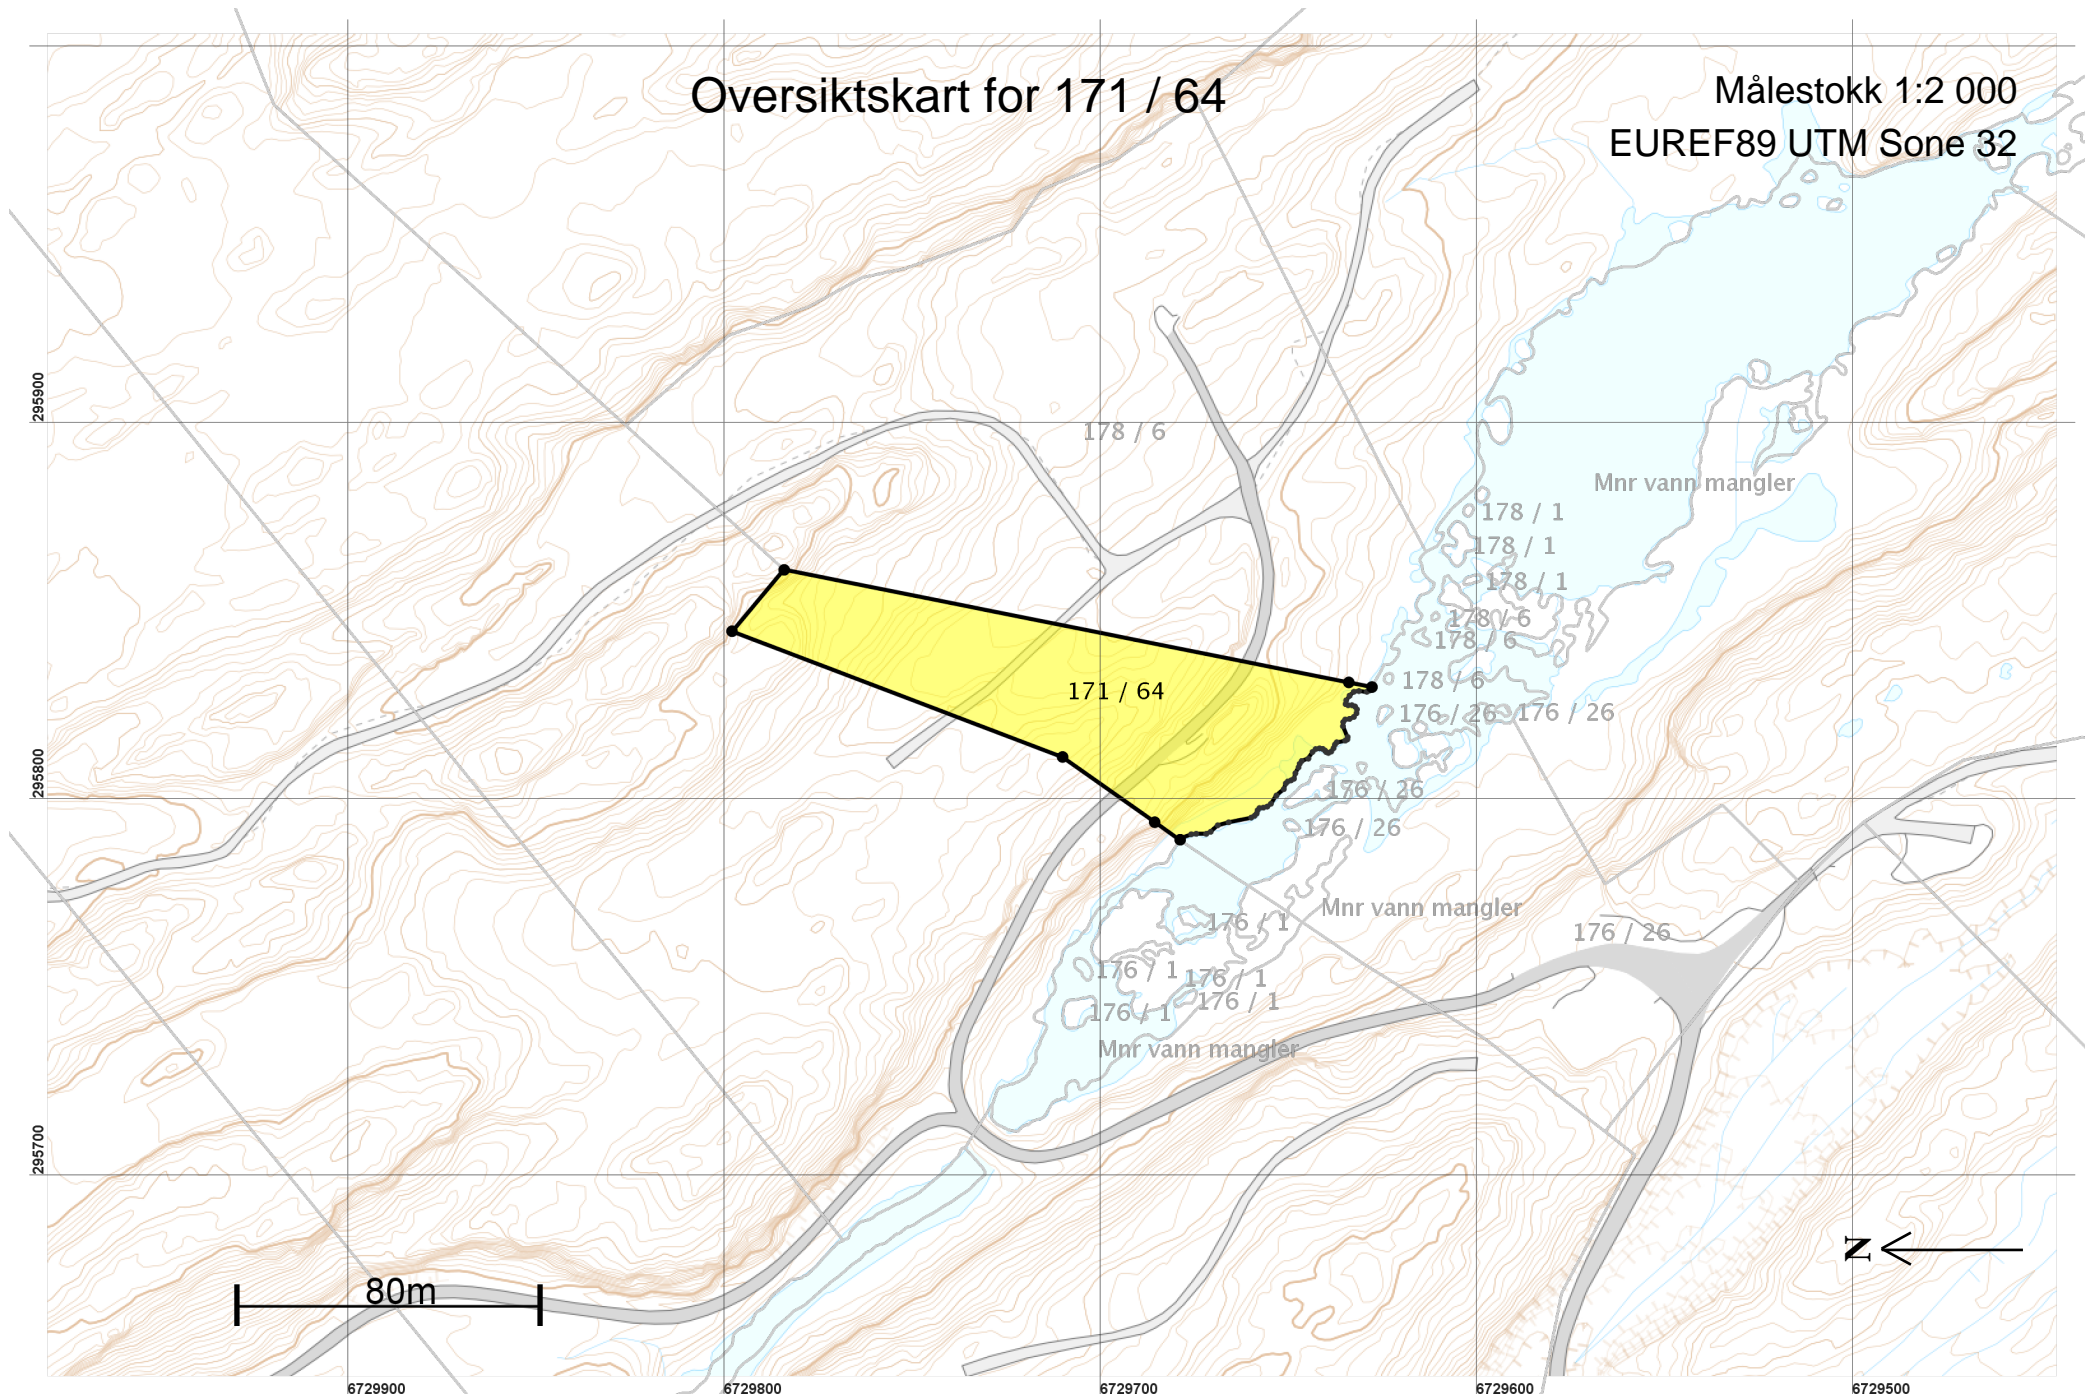 Oversiktskart for 171 / 64
Målestokk 1:2 000
EUREF89 UTM Sone 32
295900
178 / 6
Mnr vann mangler
178 / 1
178 / 1
178 / 1
178 / 6
178 / 6
178 / 6
171 / 64
176 / 26
176 / 26
295800
176 / 26
176 / 26
Mnr vann mangler
176 / 1
176 / 26
176 / 1
176 / 1
176 / 1
176 / 1
Mnr vann mangler
295700
N
80m
6729900
6729800
6729700
6729600
6729500